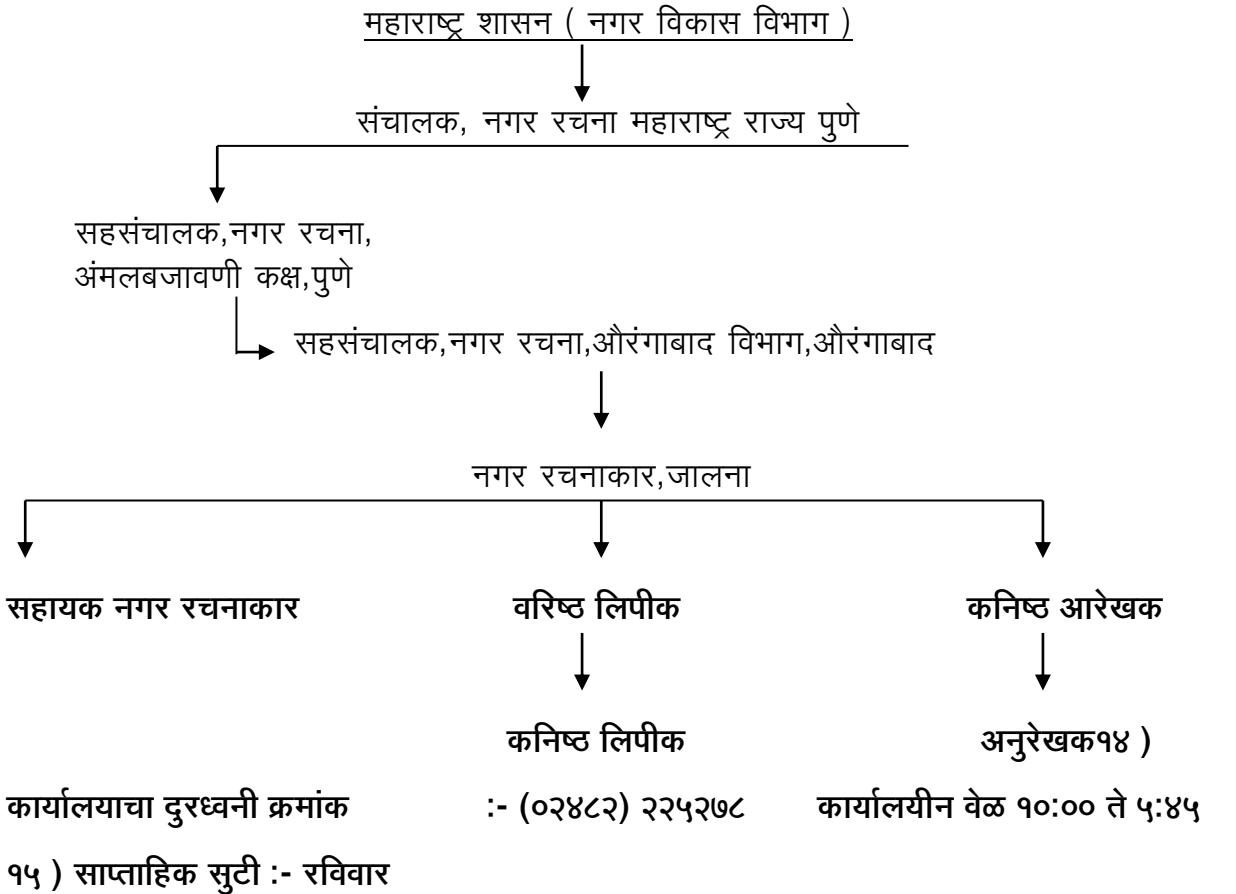 महाराष्ट्र शासन ( नगर विकास विभाग )
संचालक, नगर रचना महाराष्ट्र राज्य पुणे
सहसंचालक,नगर रचना,
अंमलबजावणी कक्ष,पुणे
सहसंचालक,नगर रचना,औरंगाबाद विभाग,औरंगाबाद
नगर रचनाकार,जालना
सहायक नगर रचनाकार वरिष्ठ लिपीक कनिष्ठ आरेखक
कनिष्ठ लिपीक अनुरेखक१४ )
कार्यालयाचा दुरध्वनी क्रमांक :- (०२४८२) २२५२७८ कार्यालयीन वेळ १०:०० ते ५:४५
१५ ) साप्ताहिक सुटी :- रविवार